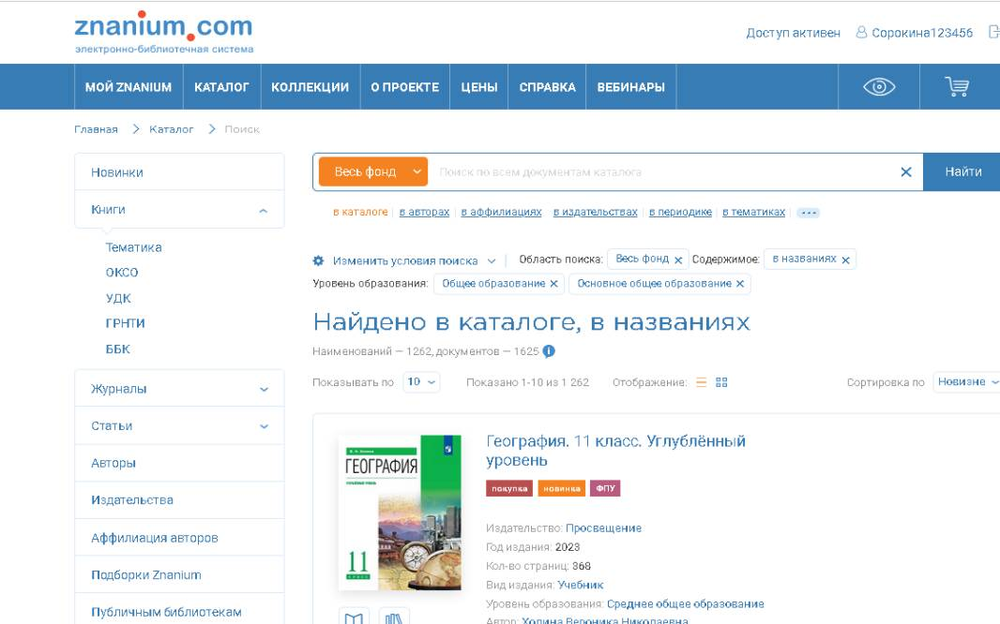 znanium.com
электронно-библиотечная система
Доступ активен Сорокина123456
МОЙ ZNANIUM КАТАЛОГ КОЛЛЕКЦИИ О ПРОЕКТЕ ЦЕНЫ СПРАВКА ВЕБИНАРЫ
Главная Каталог Поиск
Новинки
Книги
Тематика
ОКСО
УДК
ГРНТИ
ББК
Журналы
Статьи
Авторы
Издательства
Аффилиация авторов
Подборки Znanium
Публичным библиотекам
Весь фонд Поиск по всем документам каталога Найти
в каталоге в авторах в аффилиациях в издательствах в периодике в тематиках ...
Изменить условия поиска Область поиска: Весь фонд Содержимое: в названиях
Уровень образования: Общее образование Основное общее образование
Найдено в каталоге, в названиях
Наименований — 1262, документов — 1625
Показывать по 10 Показано 1-10 из 1 262 Отображение: Сортировка по Новизне
ГЕОГРАФИЯ
11
География. 11 класс. Углублённый
уровень
покупка новинка ФПУ
Издательство: Просвещение
Год издания: 2023
Кол-во страниц: 368
Вид издания: Учебник
Уровень образования: Среднее общее образование
Автор: Холина Вероника Николаевна